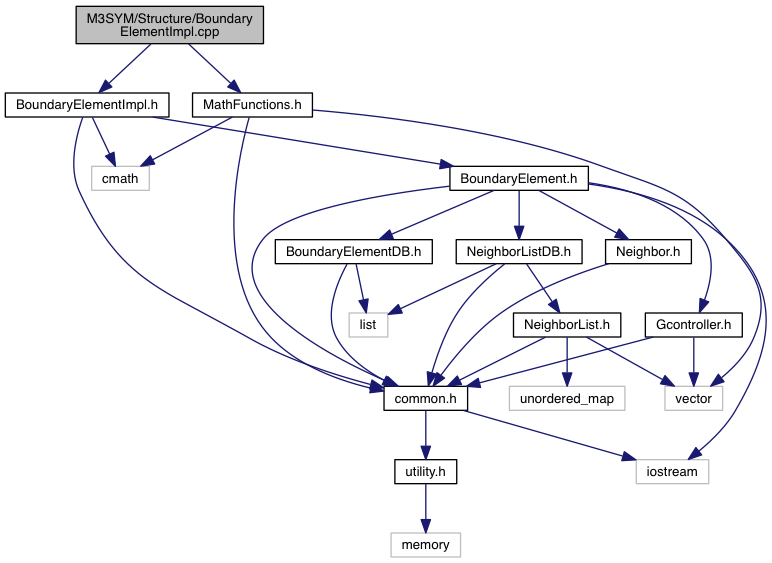 M3SYM/Structure/Boundary
ElementImpl.cpp
BoundaryElementImpl.h
MathFunctions.h
cmath
BoundaryElement.h
BoundaryElementDB.h
NeighborListDB.h
Neighbor.h
list
NeighborList.h
Gcontroller.h
common.h
unordered_map
vector
utility.h
iostream
memory